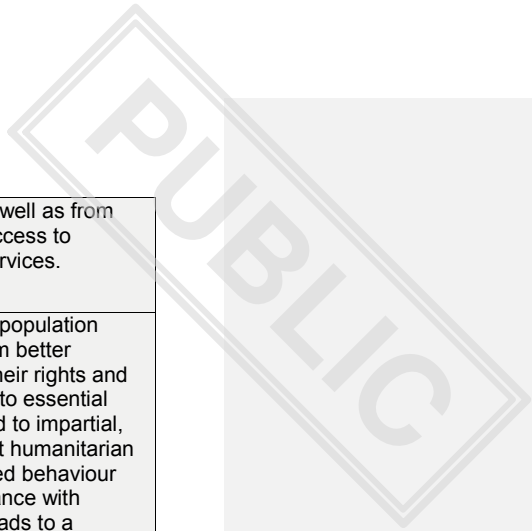 PUBLIC
well as from
ccess to
rvices.
population
m better
heir rights and
to essential
d to impartial,
t humanitarian
ed behaviour
ance with
ads to a